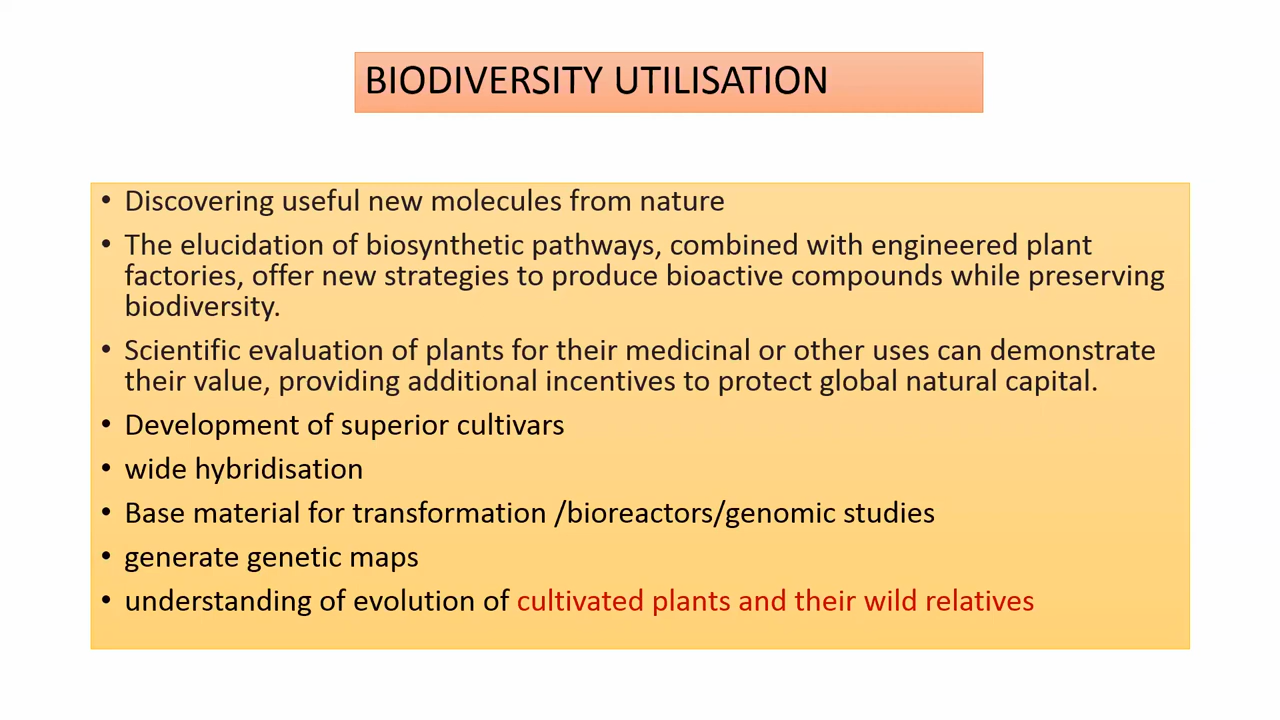 BIODIVERSITY UTILISATION
• Discovering useful new molecules from nature
• The elucidation of biosynthetic pathways, combined with engineered plant
factories, offer new strategies to produce bioactive compounds while preserving
biodiversity.
• Scientific evaluation of plants for their medicinal or other uses can demonstrate
their value, providing additional incentives to protect global natural capital.
• Development of superior cultivars
• wide hybridisation
• Base material for transformation /bioreactors/genomic studies
• generate genetic maps
• understanding of evolution of cultivated plants and their wild relatives